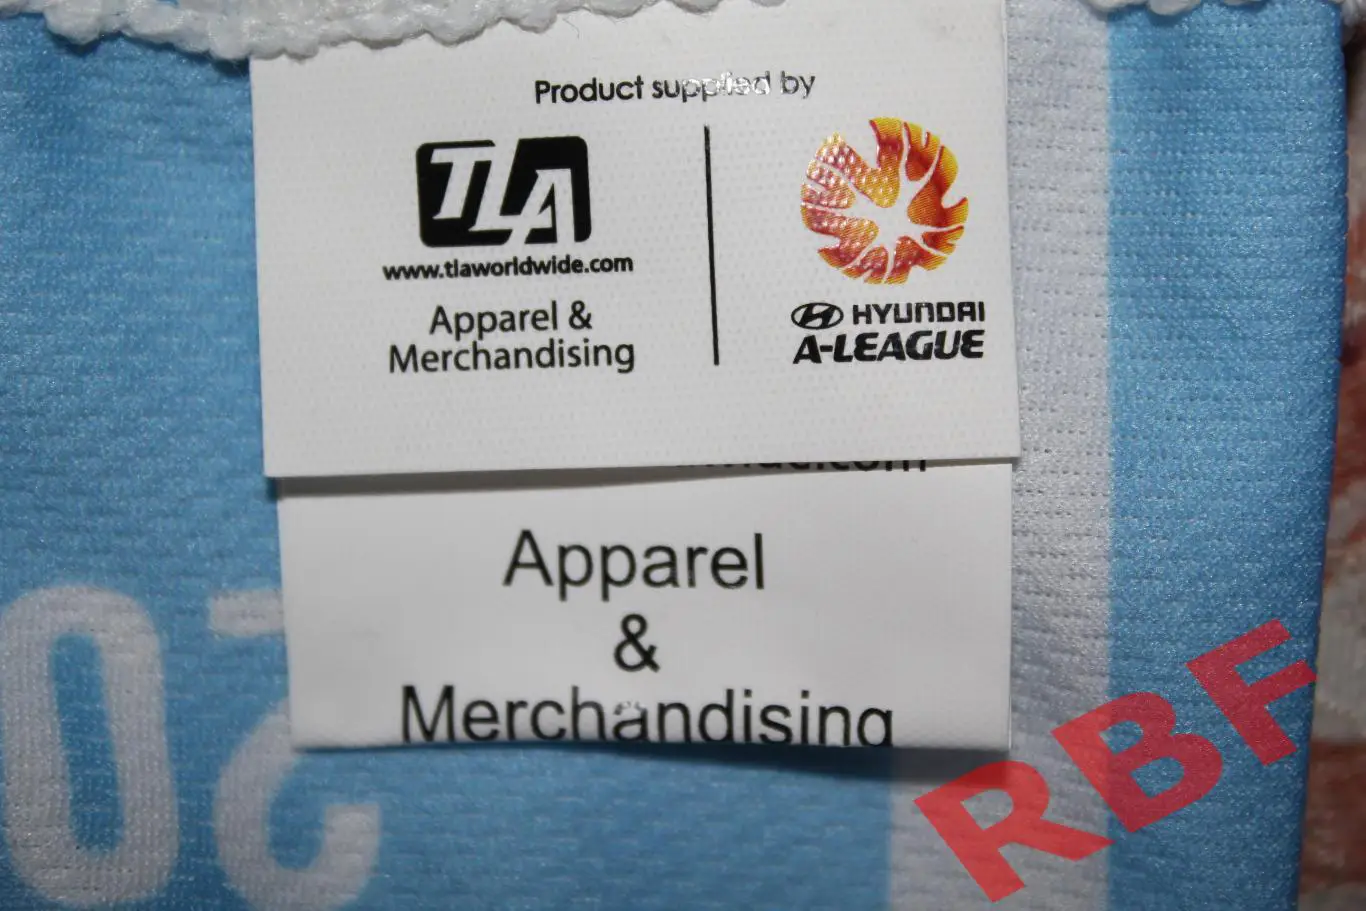 Product supplied by
TLA
www.tlaworldwide.com
Apparel &
Merchandising
HYUNDAI
A-LEAGUE
Apparel
&
Merchandising
RBF